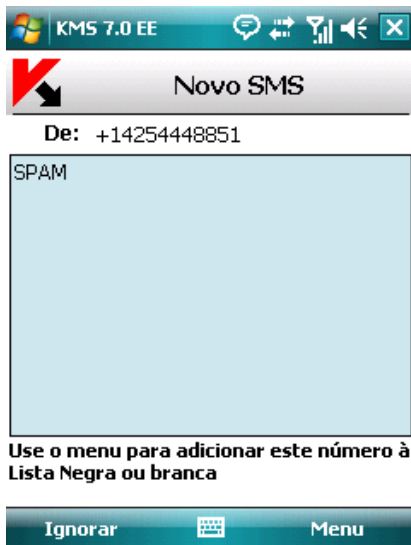 KMS 7.0 EE
Novo SMS
De: +14254448851
SPAM
Use o menu para adicionar este número à
Lista Negra ou branca
Ignorar Menu